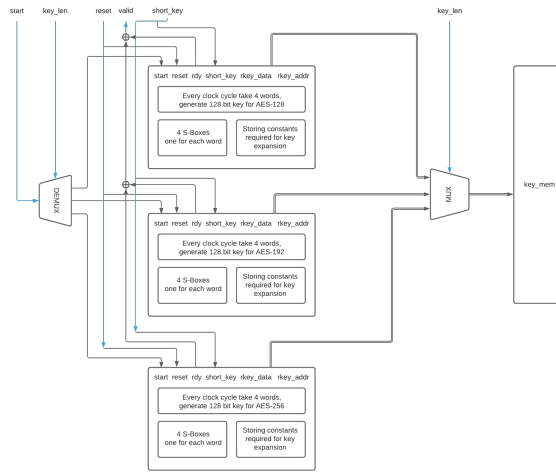 start key_len reset valid short_key key_len
start reset rdy short_key rkey_data rkey_addr
Every clock cycle take 4 words,
generate 128 bit key for AES-128
4 S-Boxes
one for each word
Storing constants
required for key
expansion
DEMUX
MUX
key_mem
start reset rdy short_key rkey_data rkey_addr
Every clock cycle take 4 words,
generate 128 bit key for AES-192
4 S-Boxes
one for each word
Storing constants
required for key
expansion
start reset rdy short_key rkey_data rkey_addr
Every clock cycle take 4 words,
generate 128 bit key for AES-256
4 S-Boxes
one for each word
Storing constants
required for key
expansion